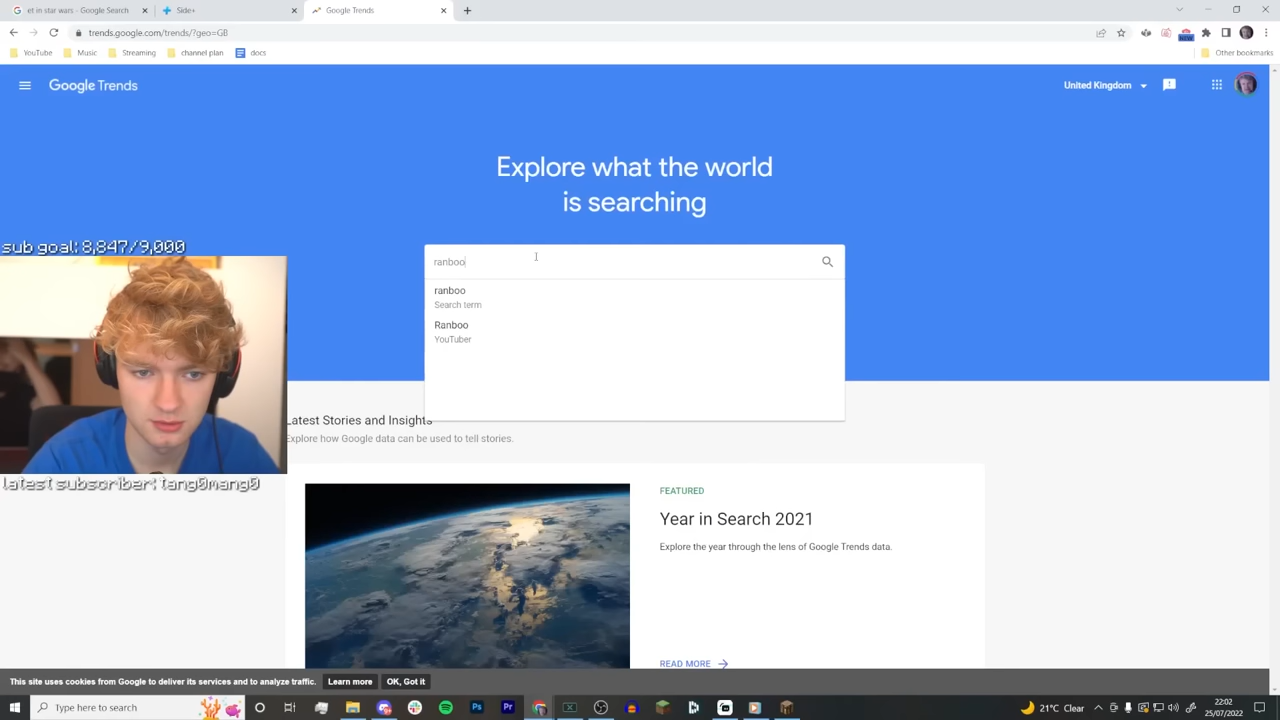 et in star wars - Google Search
Side+
Google Trends
trends.google.com/trends/?geo=GB
YouTube
Music
Streaming
channel plan
docs
Other bookmarks
Google Trends
United Kingdom
Explore what the world
is searching
sub goal: 8,847/9,000
ranboo
ranboo
Search term
Ranboo
YouTuber
Latest Stories and Insights
Explore how Google data can be used to tell stories.
latest subscriber: tang0mang0
FEATURED
Year in Search 2021
Explore the year through the lens of Google Trends data.
READ MORE
This site uses cookies from Google to deliver its services and to analyze traffic.
Learn more
OK, Got it
Type here to search
21°C Clear
22:02
25/07/2022